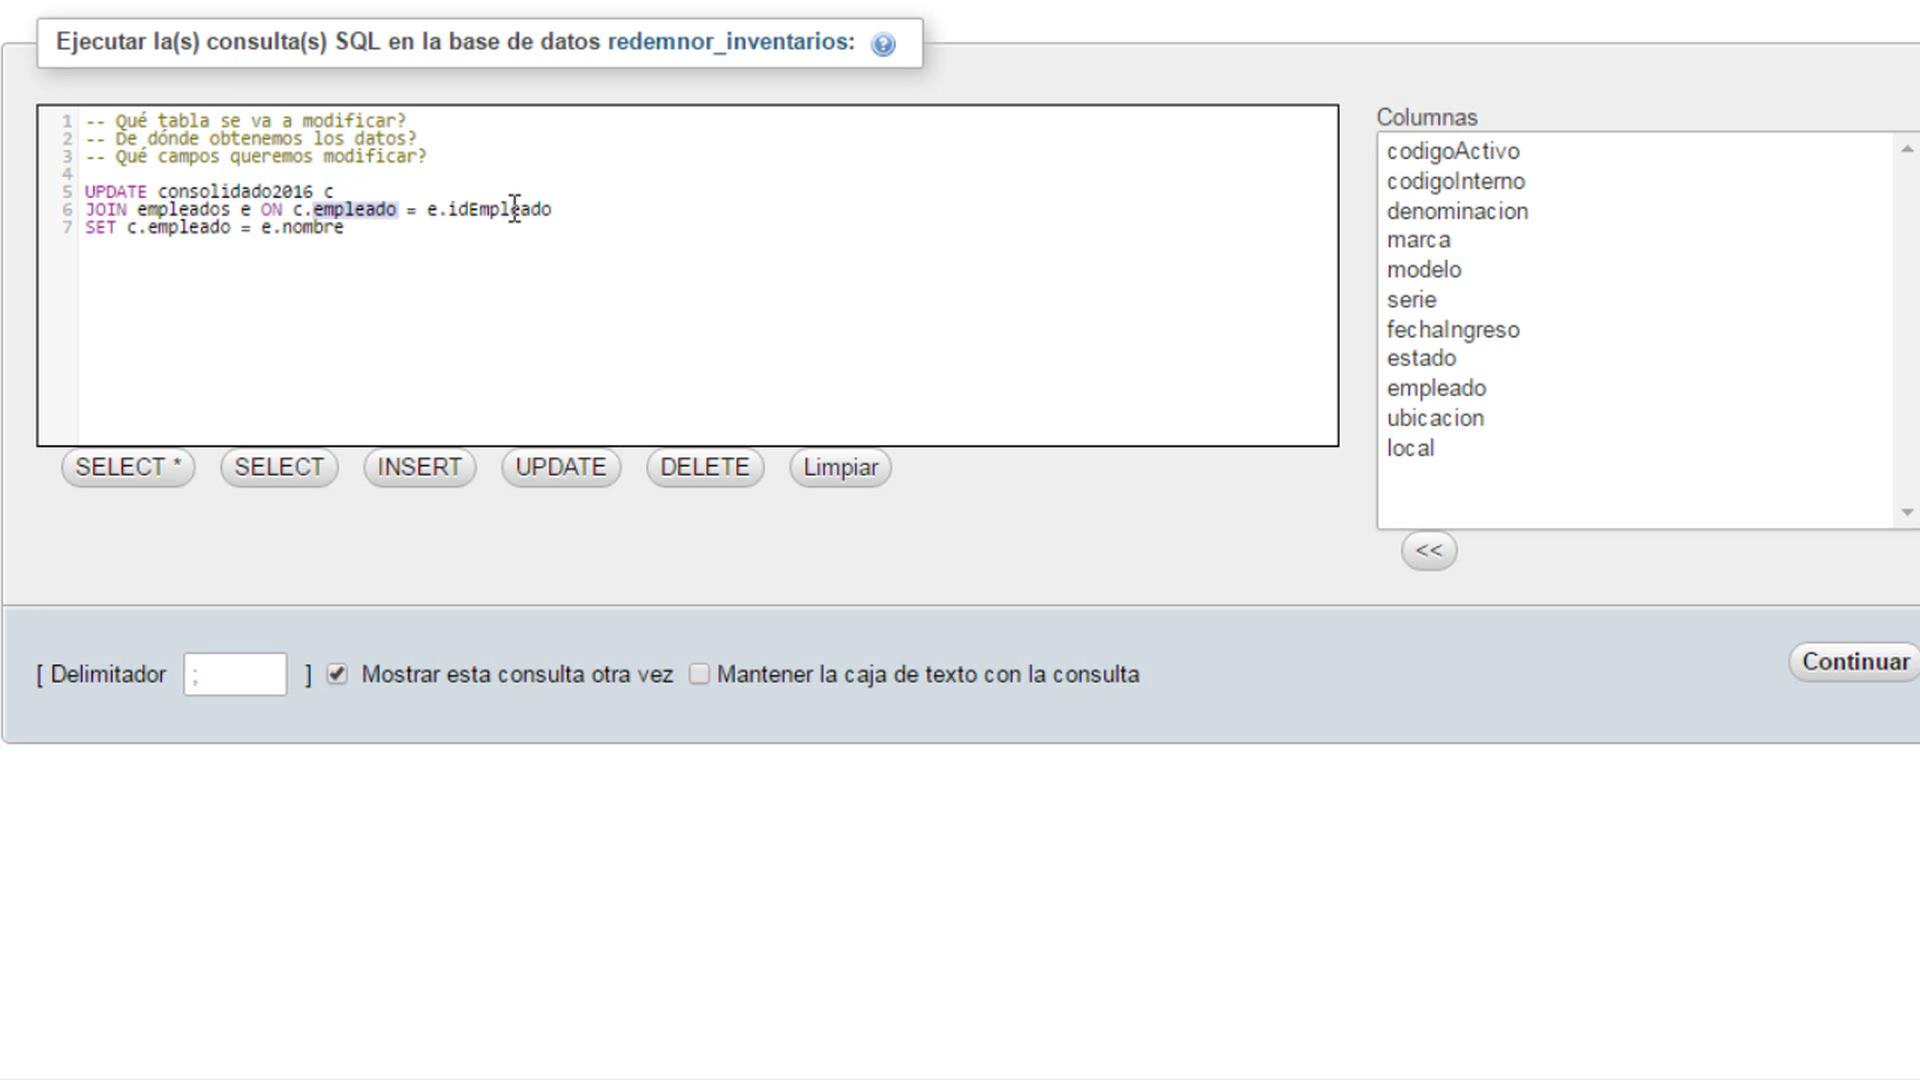 Ejecutar la(s) consulta(s) SQL en la base de datos redemnor_inventarios:
1 -- Qué tabla se va a modificar?
2 -- De dónde obtenemos los datos?
3 -- Qué campos queremos modificar?
4
5 UPDATE consolidado2016 c
6 JOIN empleados e ON c.empleado = e.idEmpleado
7 SET c.empleado = e.nombre
SELECT * SELECT INSERT UPDATE DELETE Limpiar
Columnas
codigoActivo
codigoInterno
denominacion
marca
modelo
serie
fechaIngreso
estado
empleado
ubicacion
local
<<
[ Delimitador ; ] Mostrar esta consulta otra vez Mantener la caja de texto con la consulta
Continuar